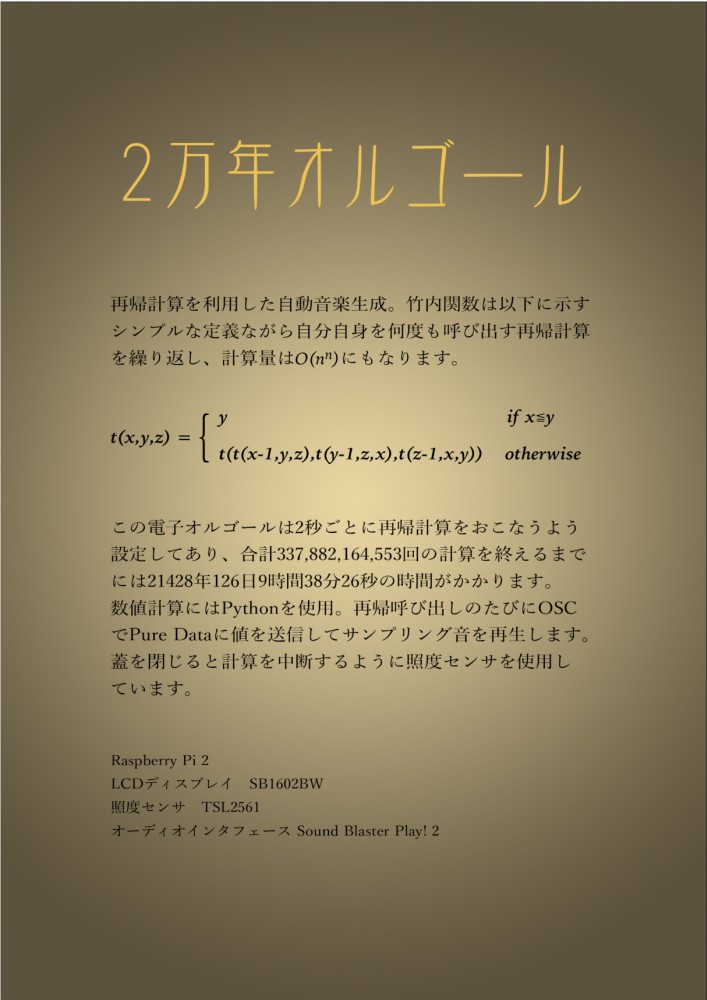 2万年オルゴール
再帰計算を利用した自動音楽生成。竹内関数は以下に示す
シンプルな定義ながら自分自身を何度も呼び出す再帰計算
を繰り返し、計算量はO(nⁿ)にもなります。
t(x,y,z) = { y if x≦y
t(t(x-1,y,z),t(y-1,z,x),t(z-1,x,y)) otherwise
この電子オルゴールは2秒ごとに再帰計算をおこなうよう
設定してあり、合計337,882,164,553回の計算を終えるまで
には21428年126日9時間38分26秒の時間がかかります。
数値計算にはPythonを使用。再帰呼び出しのたびにOSC
でPure Dataに値を送信してサンプリング音を再生します。
蓋を閉じると計算を中断するように照度センサを使用し
ています。
Raspberry Pi 2
LCDディスプレイ　SB1602BW
照度センサ　TSL2561
オーディオインタフェース Sound Blaster Play! 2